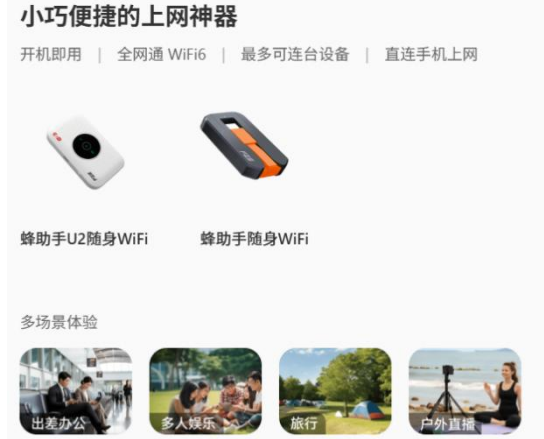 小巧便捷的上网神器
开机即用 | 全网通 WiFi6 | 最多可连台设备 | 直连手机上网
蜂助手U2随身WiFi
蜂助手随身WiFi
多场景体验
出差办公
多人娱乐
旅行
户外直播